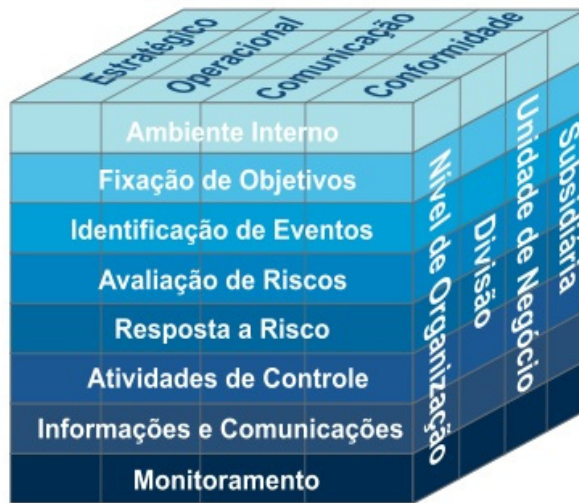 Estratégico
Operacional
Comunicação
Conformidade
Ambiente Interno
Fixação de Objetivos
Identificação de Eventos
Avaliação de Riscos
Resposta a Risco
Atividades de Controle
Informações e Comunicações
Monitoramento
Nível de Organização
Divisão
Unidade de Negócio
Subsidiária